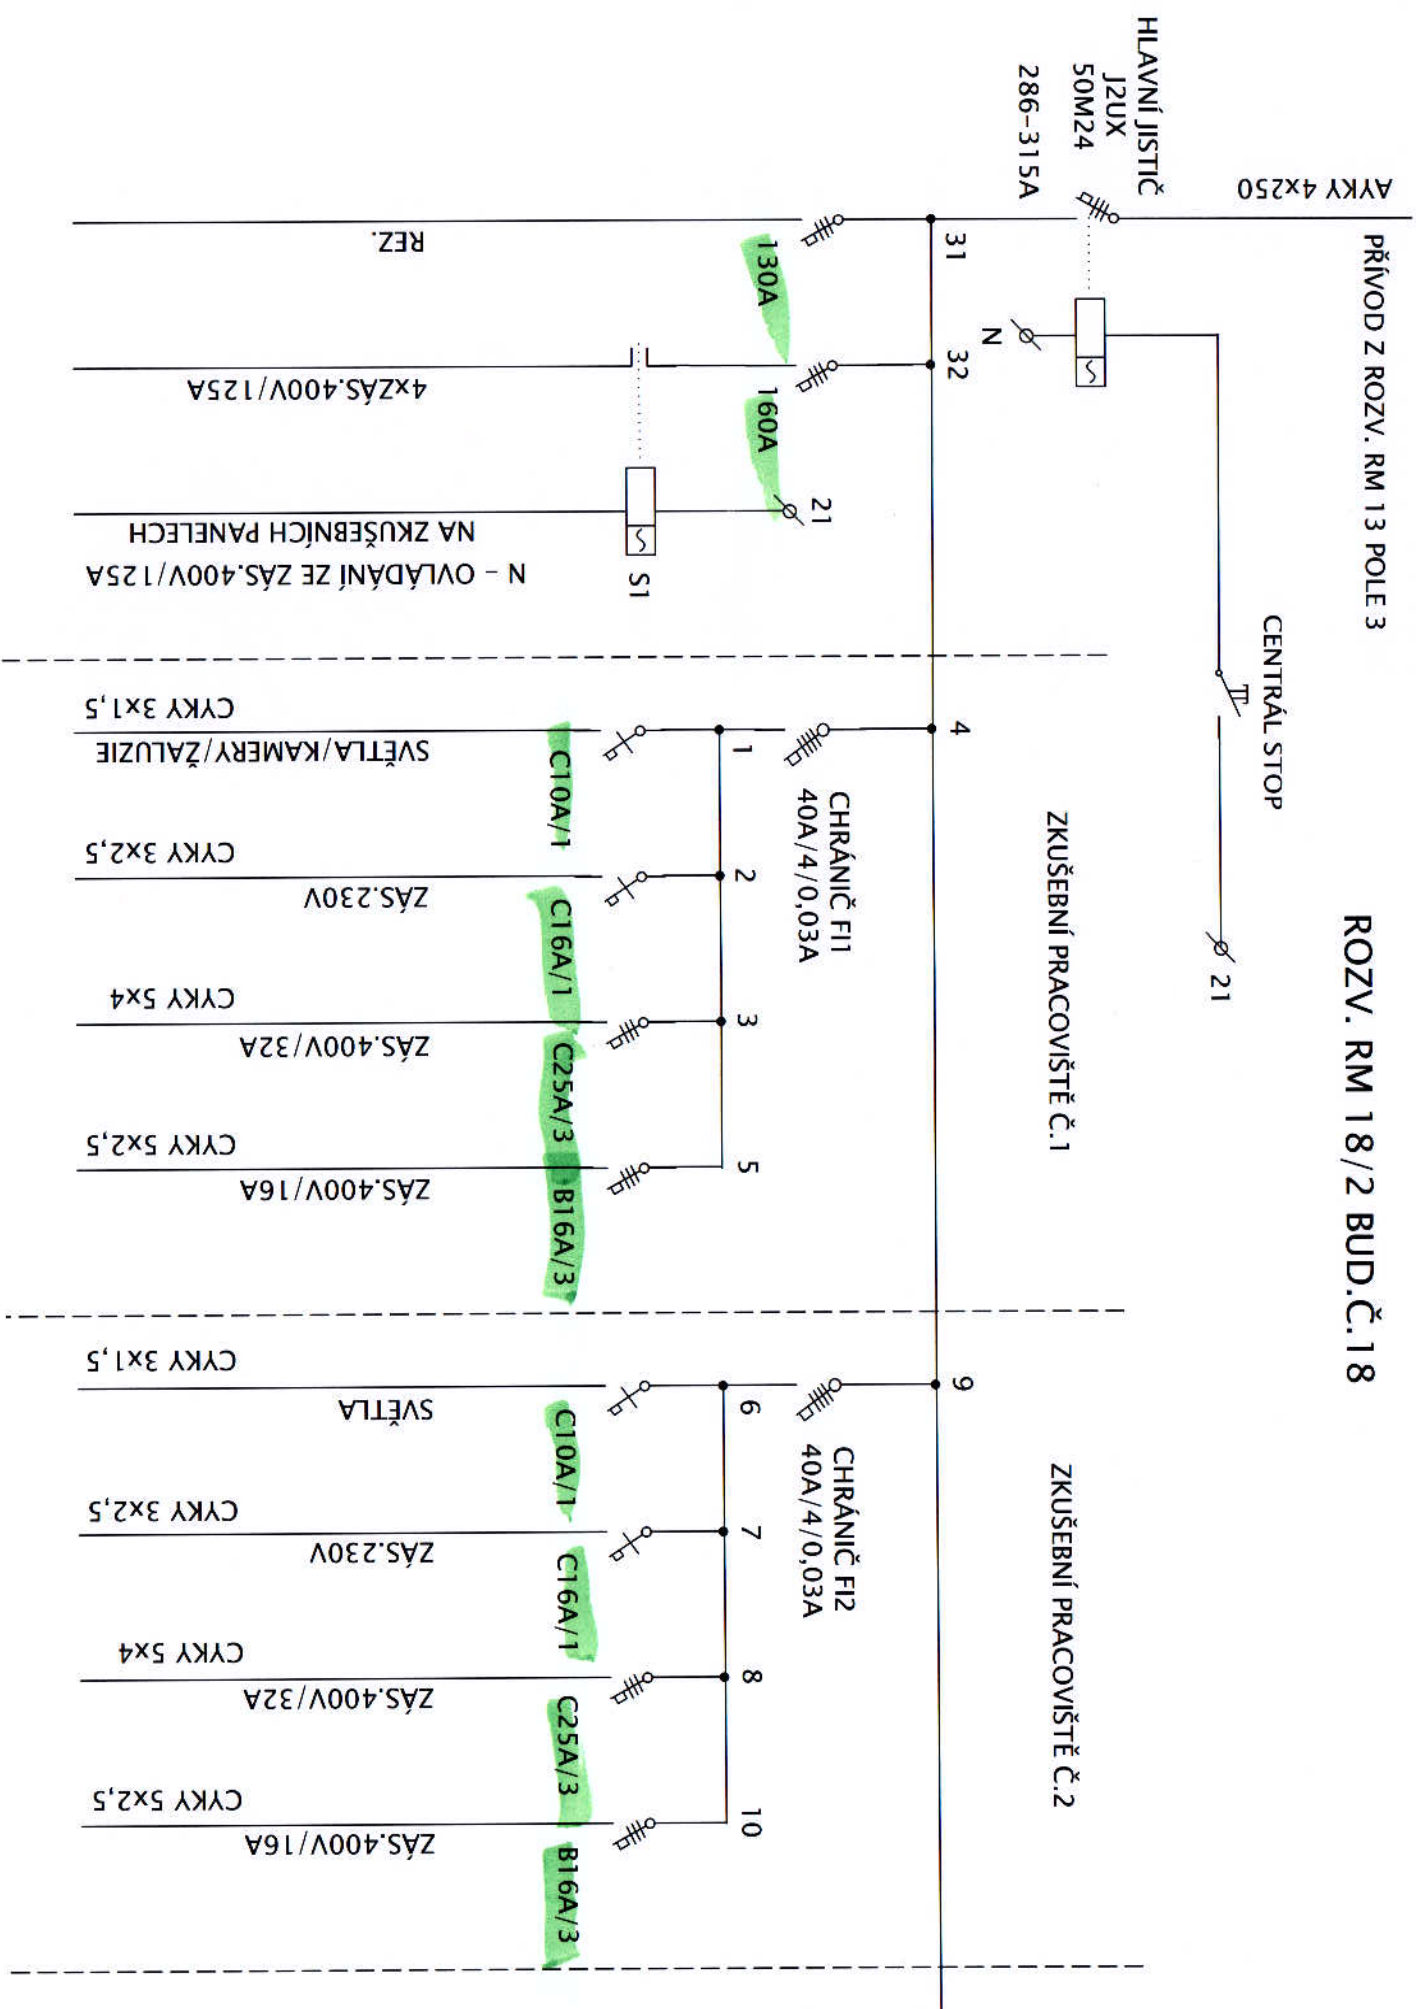 ROZV. RM 18/2 BUD.Č.18
PŘÍVOD Z ROZV. RM 13 POLE 3
AYKY 4x250
CENTRÁL STOP
21
HLAVNÍ JISTIČ
J2UX
50M24
286-315A
N
ZKUŠEBNÍ PRACOVIŠTĚ Č.1
ZKUŠEBNÍ PRACOVIŠTĚ Č.2
31
32
4
9
CHRÁNIČ FI1
40A/4/0,03A
CHRÁNIČ FI2
40A/4/0,03A
130A
160A
21
S1
1
2
3
5
6
7
8
10
C10A/1
C16A/1
C25A/3
B16A/3
C10A/1
C16A/1
C25A/3
B16A/3
REZ.
4xZÁS.400V/125A
NA ZKUŠEBNÍCH PANELECH
N - OVLÁDÁNÍ ZE ZÁS.400V/125A
CYKY 3x1,5
SVĚTLA/KAMERY/ŽALUZIE
CYKY 3x2,5
ZÁS.230V
CYKY 5x4
ZÁS.400V/32A
CYKY 5x2,5
ZÁS.400V/16A
CYKY 3x1,5
SVĚTLA
CYKY 3x2,5
ZÁS.230V
CYKY 5x4
ZÁS.400V/32A
CYKY 5x2,5
ZÁS.400V/16A